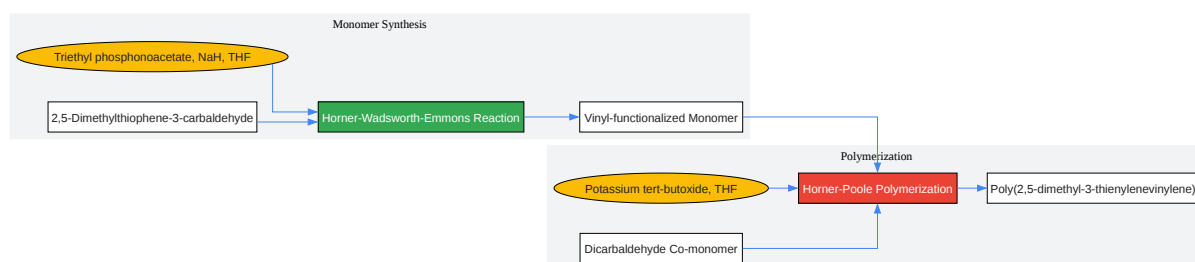 Monomer Synthesis
Triethyl phosphonoacetate, NaH, THF
2,5-Dimethylthiophene-3-carbaldehyde
Horner-Wadsworth-Emmons Reaction
Vinyl-functionalized Monomer
Polymerization
Potassium tert-butoxide, THF
Horner-Poole Polymerization
Poly(2,5-dimethyl-3-thienylenevinylene)
Dicarbaldehyde Co-monomer